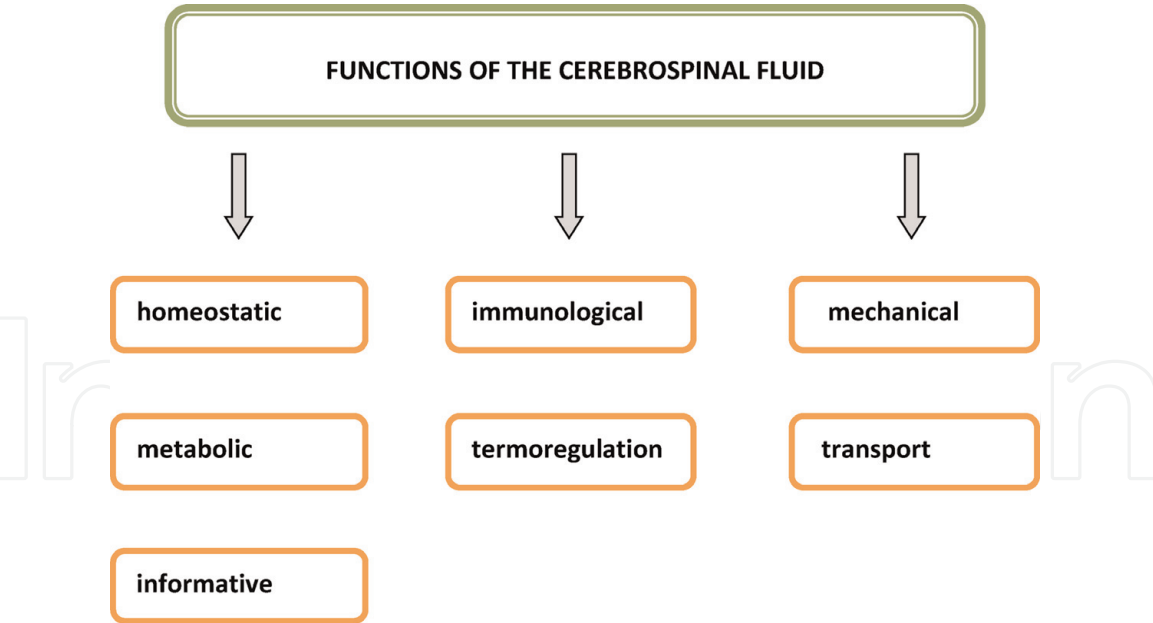 FUNCTIONS OF THE CEREBROSPINAL FLUID
homeostatic
immunological
mechanical
metabolic
termoregulation
transport
informative